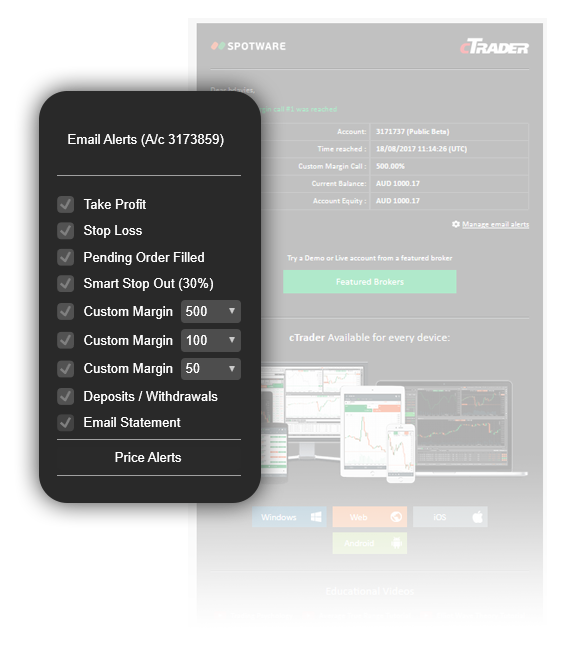 SPOTWARE
cTRADER
Email Alerts (A/c 3173859)
Take Profit
Stop Loss
Pending Order Filled
Smart Stop Out (30%)
Custom Margin 500
Custom Margin 100
Custom Margin 50
Deposits / Withdrawals
Email Statement
Price Alerts
call #1 was reached
Account: 3171737 (Public Beta)
Time reached : 18/08/2017 11:14:26 (UTC)
Custom Margin Call : 500.00%
Current Balance: AUD 1000.17
Account Equity : AUD 1000.17
Manage email alerts
Try a Demo or Live account from a featured broker
Featured Brokers
cTrader Available for every device:
Windows
Web
iOS
Android
Educational Videos